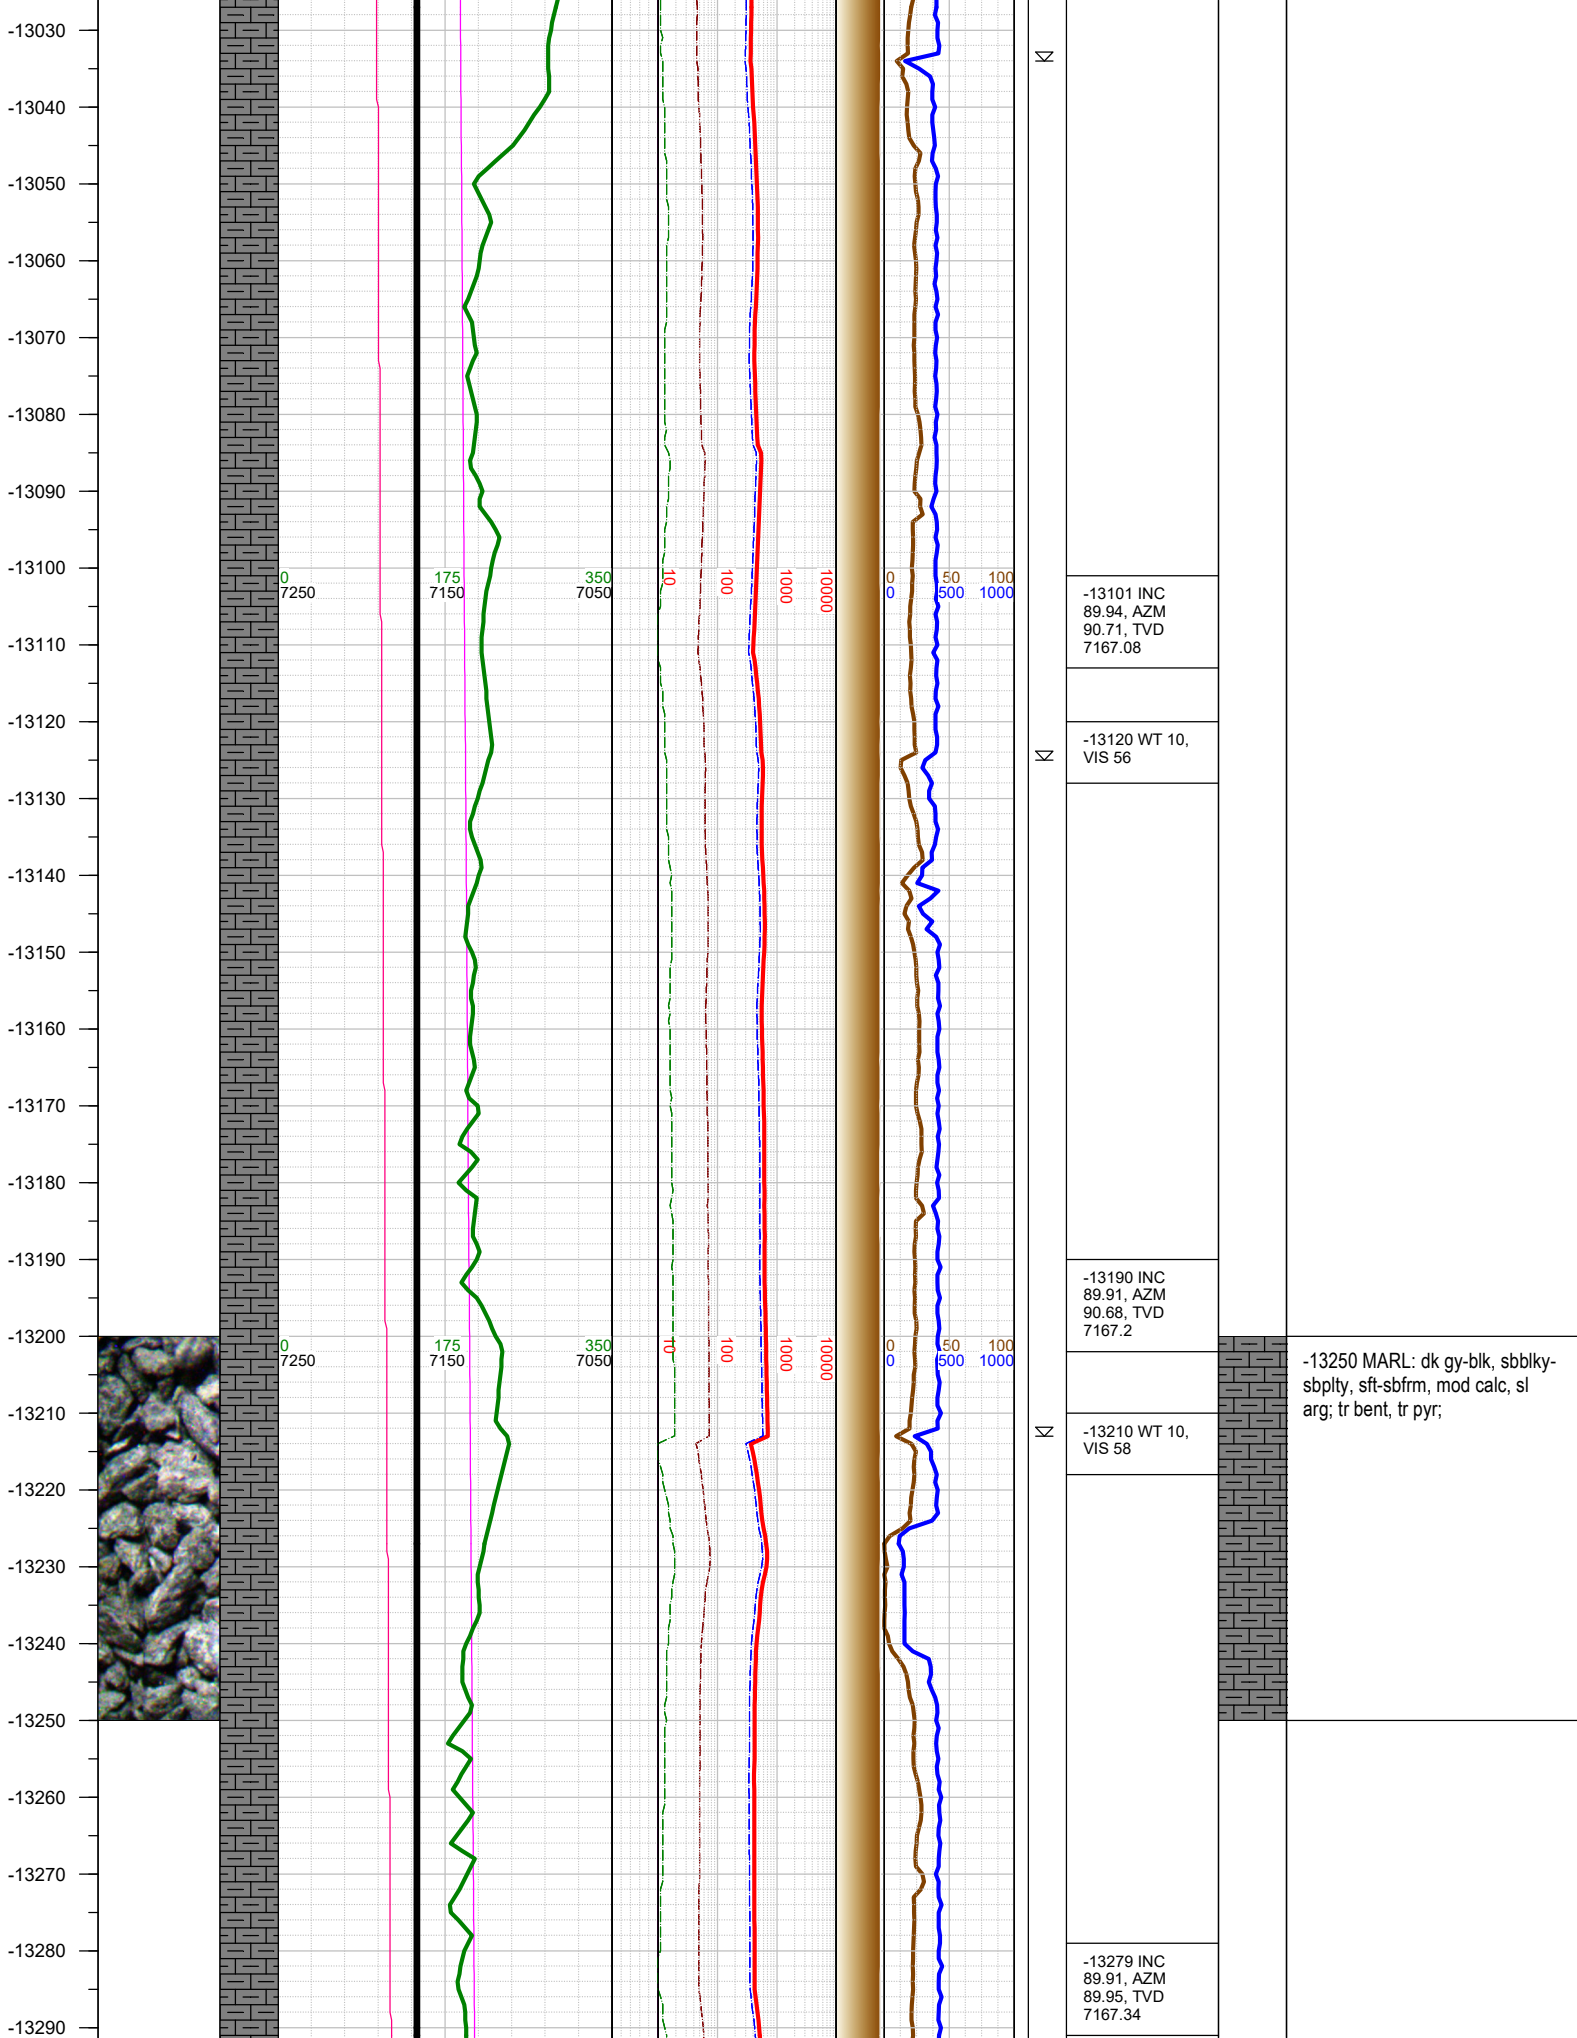 -13030
-13040
-13050
-13060
-13070
-13080
-13090
-13100
0 175 350 10 100 1000 10000 0 50 100
7250 7150 7050 0 500 1000
-13101 INC
89.94, AZM
90.71, TVD
7167.08
-13110
-13120
-13120 WT 10,
VIS 56
-13130
-13140
-13150
-13160
-13170
-13180
-13190
-13190 INC
89.91, AZM
90.68, TVD
7167.2
-13200
0 175 350 10 100 1000 10000 0 50 100
7250 7150 7050 0 500 1000
-13250 MARL: dk gy-blk, sbblky-
sbplty, sft-sbfrm, mod calc, sl
arg; tr bent, tr pyr;
-13210
-13210 WT 10,
VIS 58
-13220
-13230
-13240
-13250
-13260
-13270
-13280
-13279 INC
89.91, AZM
89.95, TVD
7167.34
-13290